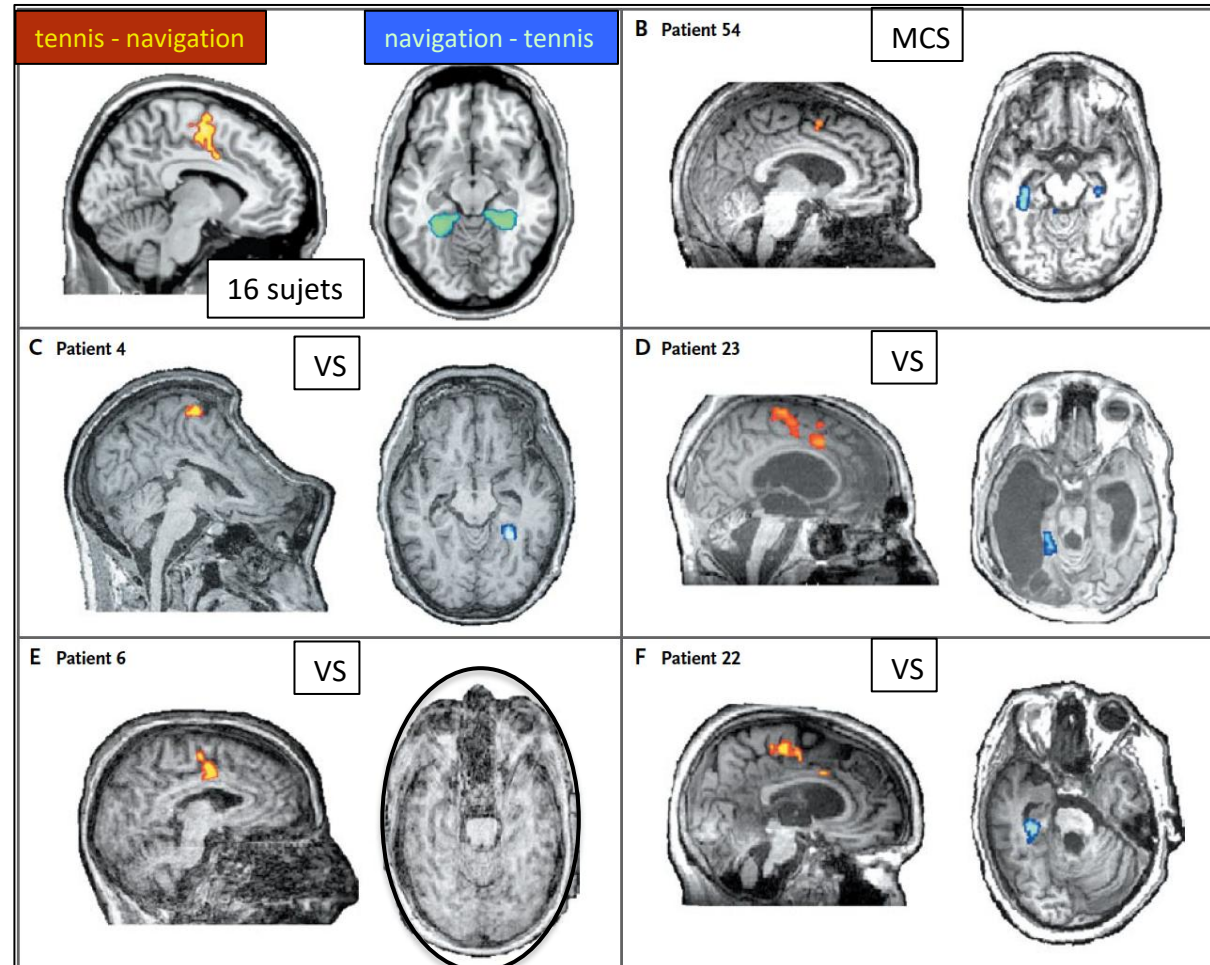 tennis - navigation
navigation - tennis
16 sujets
B Patient 54
MCS
C Patient 4
VS
D Patient 23
VS
E Patient 6
VS
F Patient 22
VS